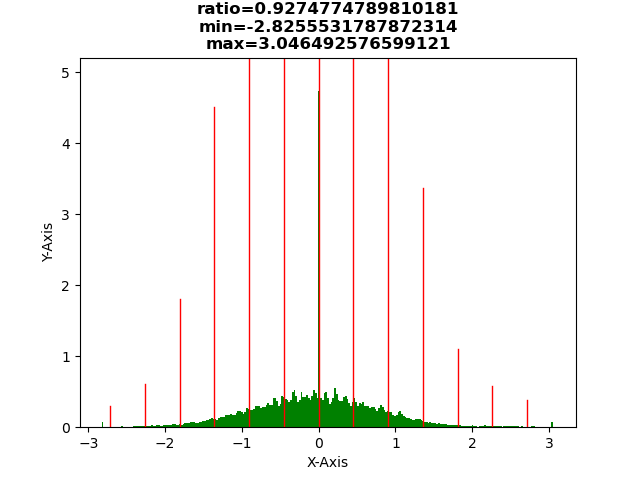 ratio=0.9274774789810181
min=-2.8255531787872314
max=3.046492576599121
5
4
3
2
1
0
Y-Axis
−3
−2
−1
0
1
2
3
X-Axis